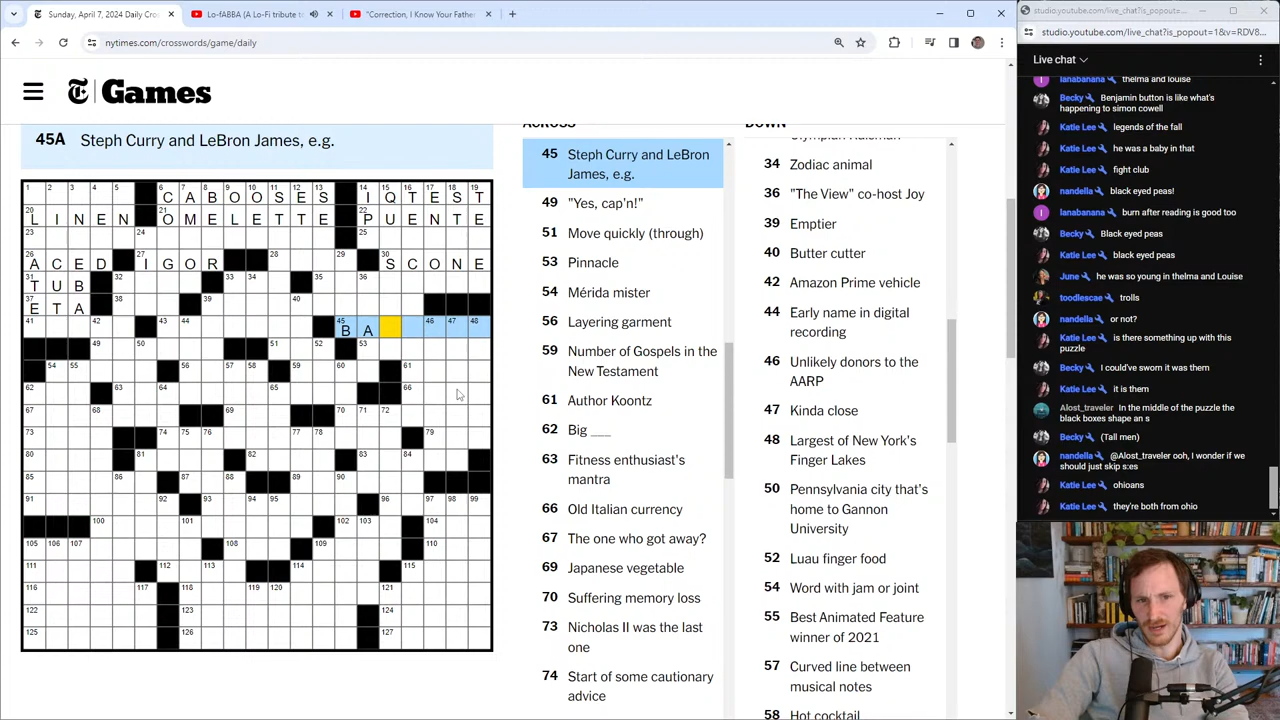 Sunday, April 7, 2024 Daily Cro
Lo-fABBA (A Lo-Fi tribute to
"Correction, I Know Your Father
nytimes.com/crosswords/game/daily
Games
45A Steph Curry and LeBron James, e.g.
ACROSS
45 Steph Curry and LeBron
James, e.g.
49 "Yes, cap'n!"
51 Move quickly (through)
53 Pinnacle
54 Mérida mister
56 Layering garment
59 Number of Gospels in the
New Testament
61 Author Koontz
62 Big ___
63 Fitness enthusiast's
mantra
66 Old Italian currency
67 The one who got away?
69 Japanese vegetable
70 Suffering memory loss
73 Nicholas II was the last
one
74 Start of some cautionary
advice
DOWN
34 Zodiac animal
36 "The View" co-host Joy
39 Emptier
40 Butter cutter
42 Amazon Prime vehicle
44 Early name in digital
recording
46 Unlikely donors to the
AARP
47 Kinda close
48 Largest of New York's
Finger Lakes
50 Pennsylvania city that's
home to Gannon
University
52 Luau finger food
54 Word with jam or joint
55 Best Animated Feature
winner of 2021
57 Curved line between
musical notes
58 Hot cocktail
CABOOSES IQTEST
LINEN OMELETTE PUENTE
ACED IGOR SCONE
TUB
ETA
BA
studio.youtube.com/live_chat?is_popout=...
studio.youtube.com/live_chat?is_popout=1&v=RDV8...
Live chat
lanabanana thelma and louise
Becky Benjamin button is like what's
happening to simon cowell
Katie Lee legends of the fall
Katie Lee he was a baby in that
Katie Lee fight club
nandella black eyed peas!
lanabanana burn after reading is good too
Becky Black eyed peas
Katie Lee black eyed peas
June he was so young in thelma and Louise
toodlescae trolls
nandella or not?
Katie Lee is there something up with this
puzzle
Becky I could've sworn it was them
Katie Lee it is them
Alost_traveler In the middle of the puzzle the
black boxes shape an s
Becky (Tall men)
nandella @Alost_traveler ooh, I wonder if we
should just skip s:es
Katie Lee ohioans
Katie Lee they're both from ohio